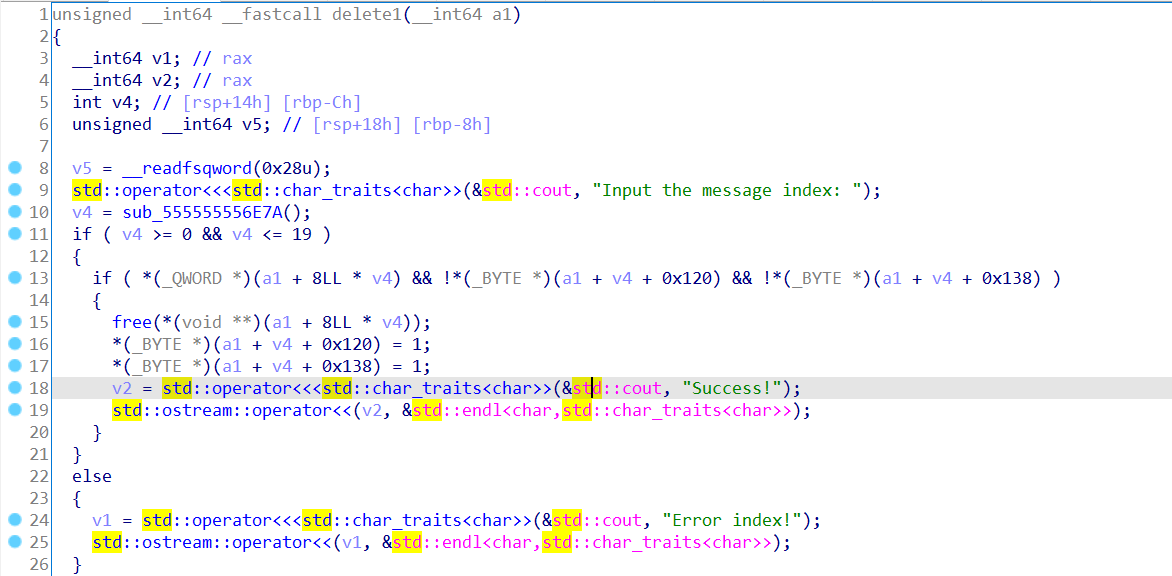 1 unsigned __int64 __fastcall delete1(__int64 a1)
2 {
3   __int64 v1; // rax
4   __int64 v2; // rax
5   int v4; // [rsp+14h] [rbp-Ch]
6   unsigned __int64 v5; // [rsp+18h] [rbp-8h]
7
8   v5 = __readfsqword(0x28u);
9   std::operator<<<std::char_traits<char>>(&std::cout, "Input the message index: ");
10   v4 = sub_555555556E7A();
11   if ( v4 >= 0 && v4 <= 19 )
12   {
13     if ( *(_QWORD *)(a1 + 8LL * v4) && !*(_BYTE *)(a1 + v4 + 0x120) && !*(_BYTE *)(a1 + v4 + 0x138) )
14     {
15       free(*(void **)(a1 + 8LL * v4));
16       *(_BYTE *)(a1 + v4 + 0x120) = 1;
17       *(_BYTE *)(a1 + v4 + 0x138) = 1;
18       v2 = std::operator<<<std::char_traits<char>>(&std::cout, "Success!");
19       std::ostream::operator<<(v2, &std::endl<char,std::char_traits<char>>);
20     }
21   }
22   else
23   {
24     v1 = std::operator<<<std::char_traits<char>>(&std::cout, "Error index!");
25     std::ostream::operator<<(v1, &std::endl<char,std::char_traits<char>>);
26   }